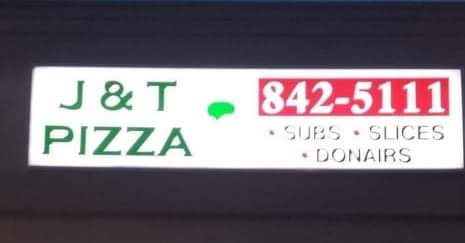 J & T
PIZZA
842-5111
• SUBS • SLICES
• DONAIRS